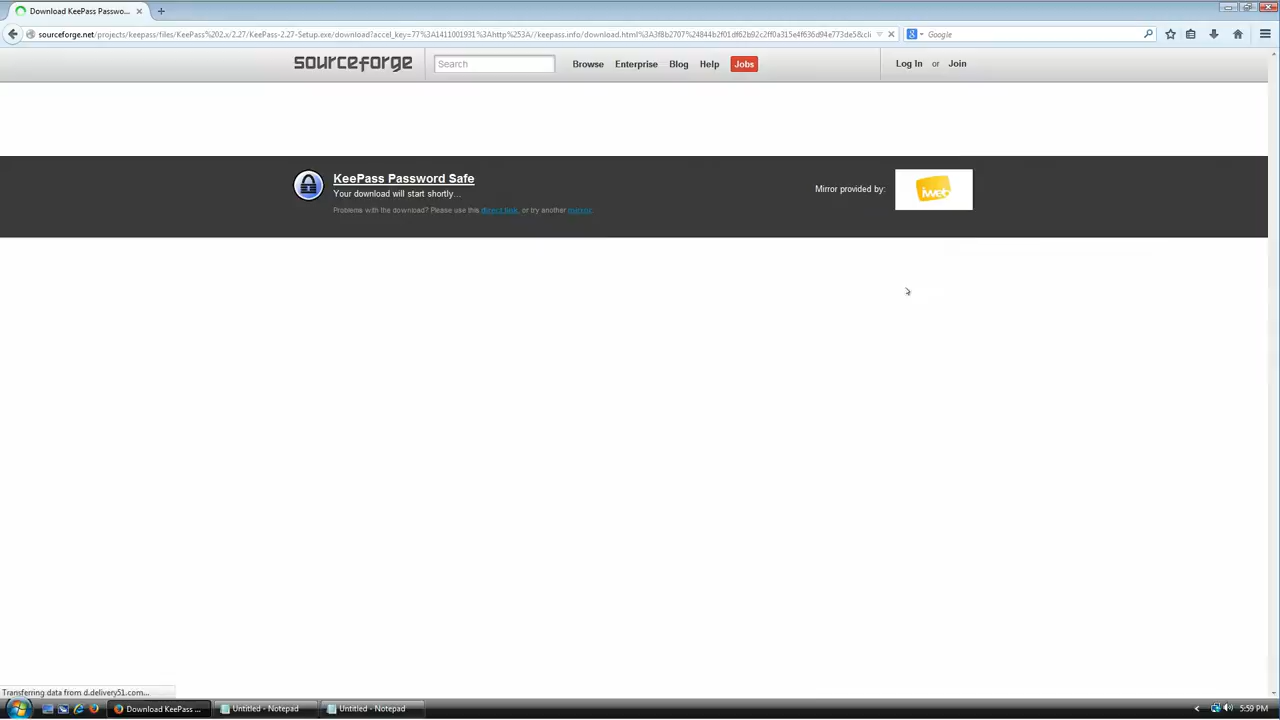 Download KeePass Passwo...
sourceforge.net/projects/keepass/files/KeePass%202.x/2.27/KeePass-2.27-Setup.exe/download?accel_key=77%3A1411001931%3Ahttp%253A//keepass.info/download.html%3A3f8b2707%24844b2f01df62b92c2ff0a315e4f636d94e773de5&cli
Google
sourceforge
Search
Browse
Enterprise
Blog
Help
Jobs
Log In or Join
KeePass Password Safe
Your download will start shortly...
Problems with the download? Please use this direct link, or try another mirror.
Mirror provided by:
iweb
Transferring data from d.delivery51.com...
Download KeePass ...
Untitled - Notepad
Untitled - Notepad
5:59 PM